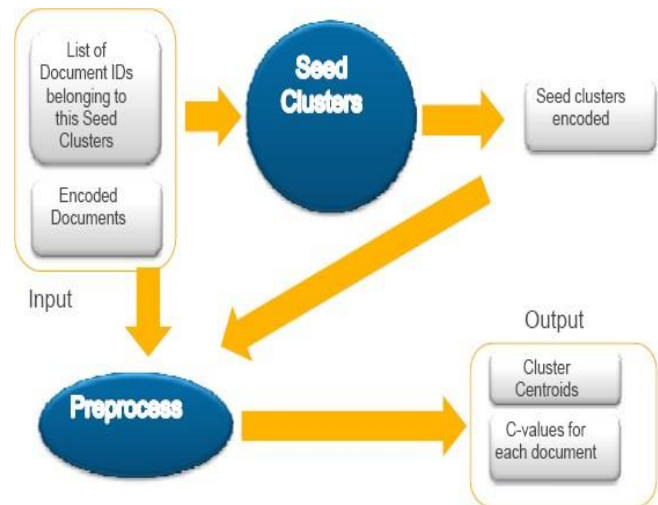 List of
Document IDs
belonging to
this Seed
Clusters
Seed
Clusters
Seed clusters
encoded
Encoded
Documents
Input
Output
Preprocess
Cluster
Centroids
C-values for
each document